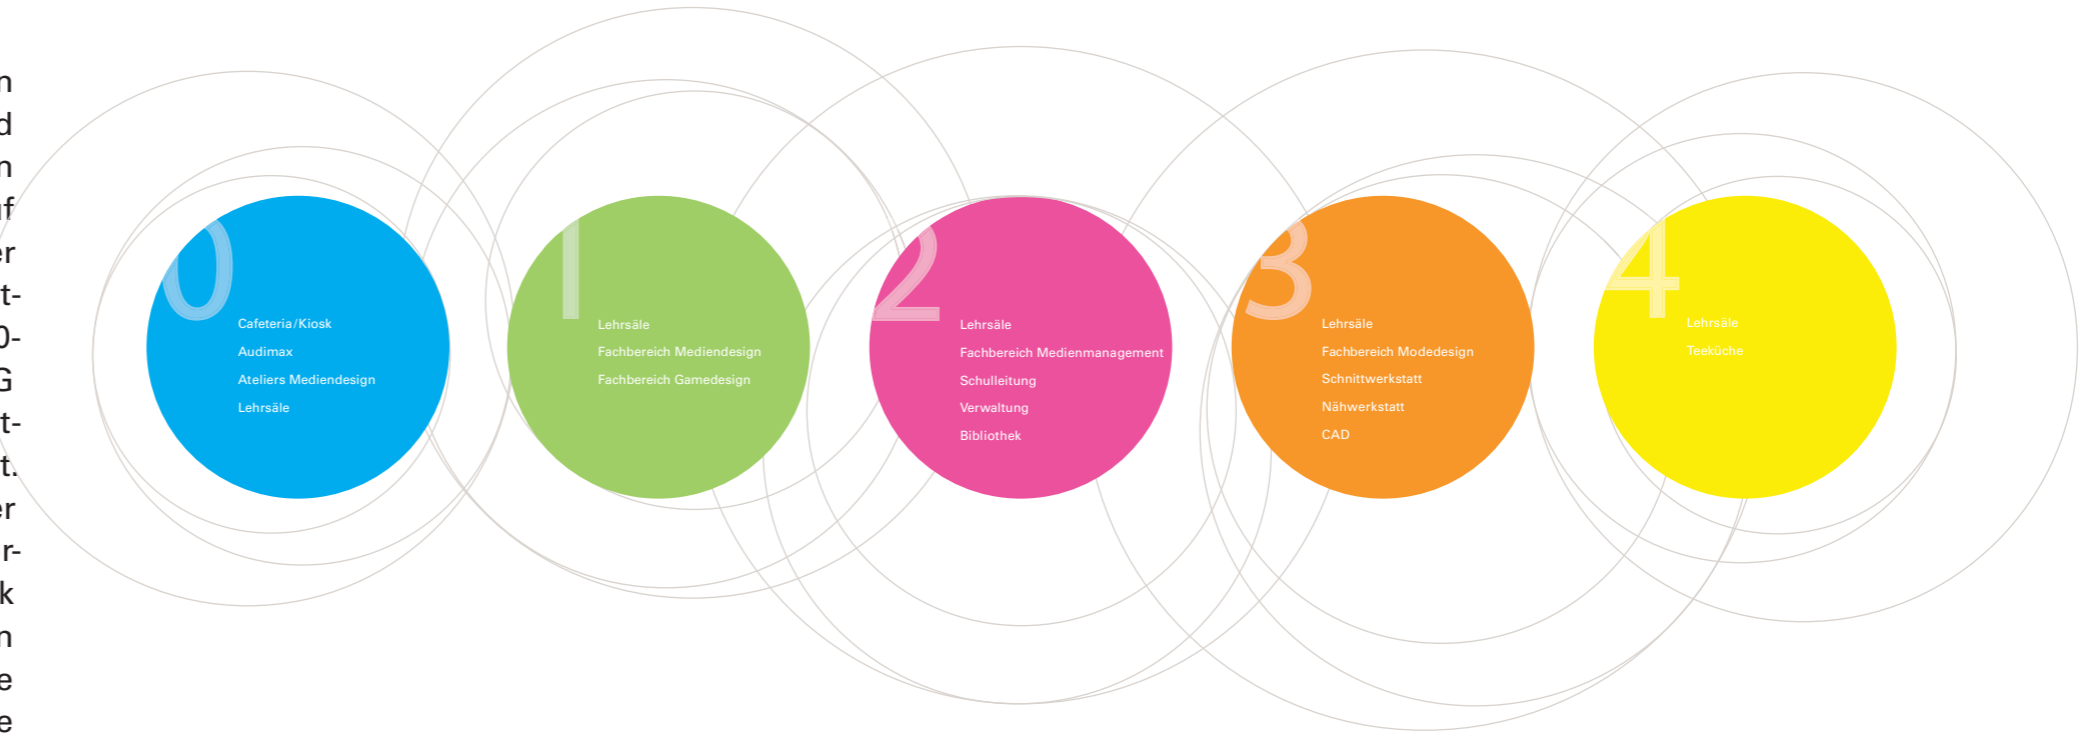 0
Cafeteria/Kiosk
Audimax
Ateliers Mediendesign
Lehrsäle
1
Lehrsäle
Fachbereich Mediendesign
Fachbereich Gamedesign
2
Lehrsäle
Fachbereich Medienmanagement
Schulleitung
Verwaltung
Bibliothek
3
Lehrsäle
Fachbereich Modedesign
Schnittwerkstatt
Nähwerkstatt
CAD
4
Lehrsäle
Teeküche